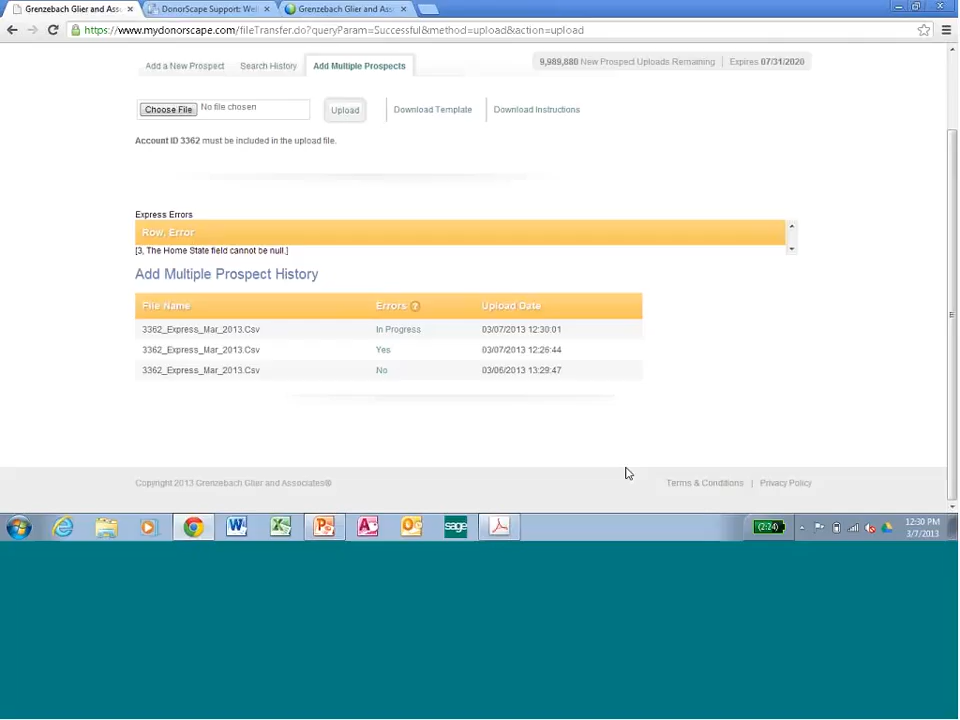 Grenzebach Glier and Asso
DonorScape Support: Wel
Grenzebach Glier and Ass
https://www.mydonorscape.com/fileTransfer.do?queryParam=Successful&method=upload&action=upload
Add a New Prospect
Search History
Add Multiple Prospects
9,989,880 New Prospect Uploads Remaining | Expires 07/31/2020
Choose File No file chosen
Upload
Download Template
Download Instructions
Account ID 3362 must be included in the upload file.
Express Errors
Row, Error
[3, The Home State field cannot be null.]
Add Multiple Prospect History
File Name Errors ? Upload Date
3362_Express_Mar_2013.Csv In Progress 03/07/2013 12:30:01
3362_Express_Mar_2013.Csv Yes 03/07/2013 12:26:44
3362_Express_Mar_2013.Csv No 03/06/2013 13:29:47
Copyright 2013 Grenzebach Glier and Associates®
Terms & Conditions | Privacy Policy
sage
(2:24)
12:30 PM
3/7/2013